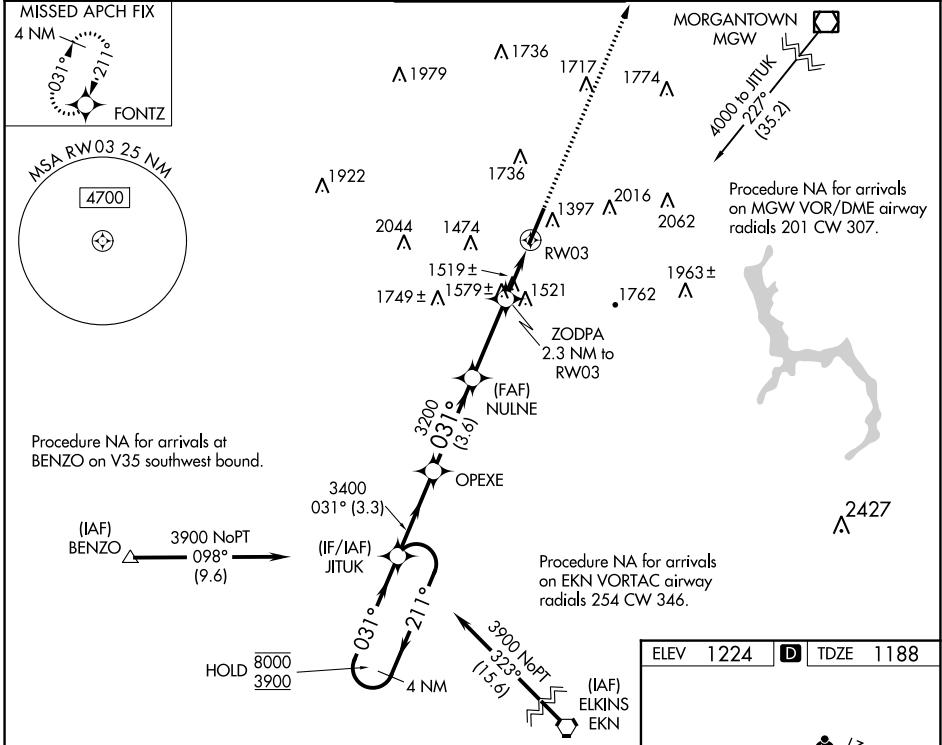 MISSED APCH FIX
4 NM
031°
211°
FONTZ
MSA RW03 25 NM
4700
1979
1736
1717
1774
MORGANTOWN
MGW
4000 to JITUK
227°
(35.2)
1922
1736
2016
2062
Procedure NA for arrivals
on MGW VOR/DME airway
radials 201 CW 307.
2044
1474
1397
RW03
1519 ±
1749 ±
1579 ±
1521
1762
1963 ±
ZODPA
2.3 NM to
RW03
(FAF)
NULNE
3200
031°
(3.6)
Procedure NA for arrivals at
BENZO on V35 southwest bound.
OPEXE
3400
031° (3.3)
2427
(IAF)
BENZO
3900 NoPT
098°
(9.6)
(IF/IAF)
JITUK
Procedure NA for arrivals
on EKN VORTAC airway
radials 254 CW 346.
031°
211°
HOLD
8000
3900
4 NM
3900 NoPT
323°
(15.6)
(IAF)
ELKINS
EKN
ELEV 1224
D
TDZE 1188